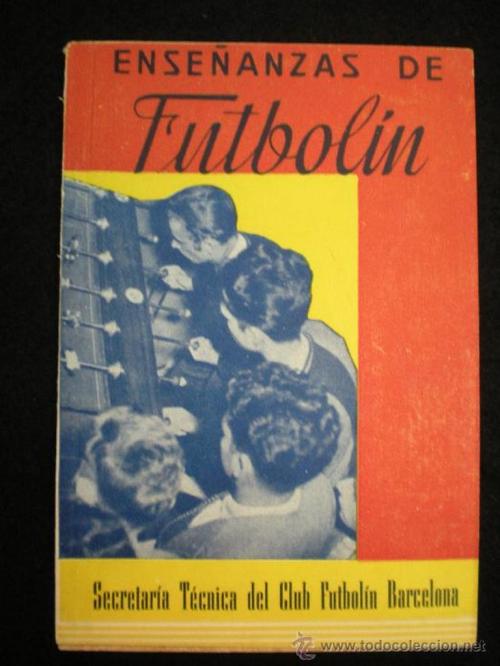 ENSEÑANZAS DE
Futbolín
Secretaría Técnica del Club Futbolín Barcelona
www.todocoleccion.net